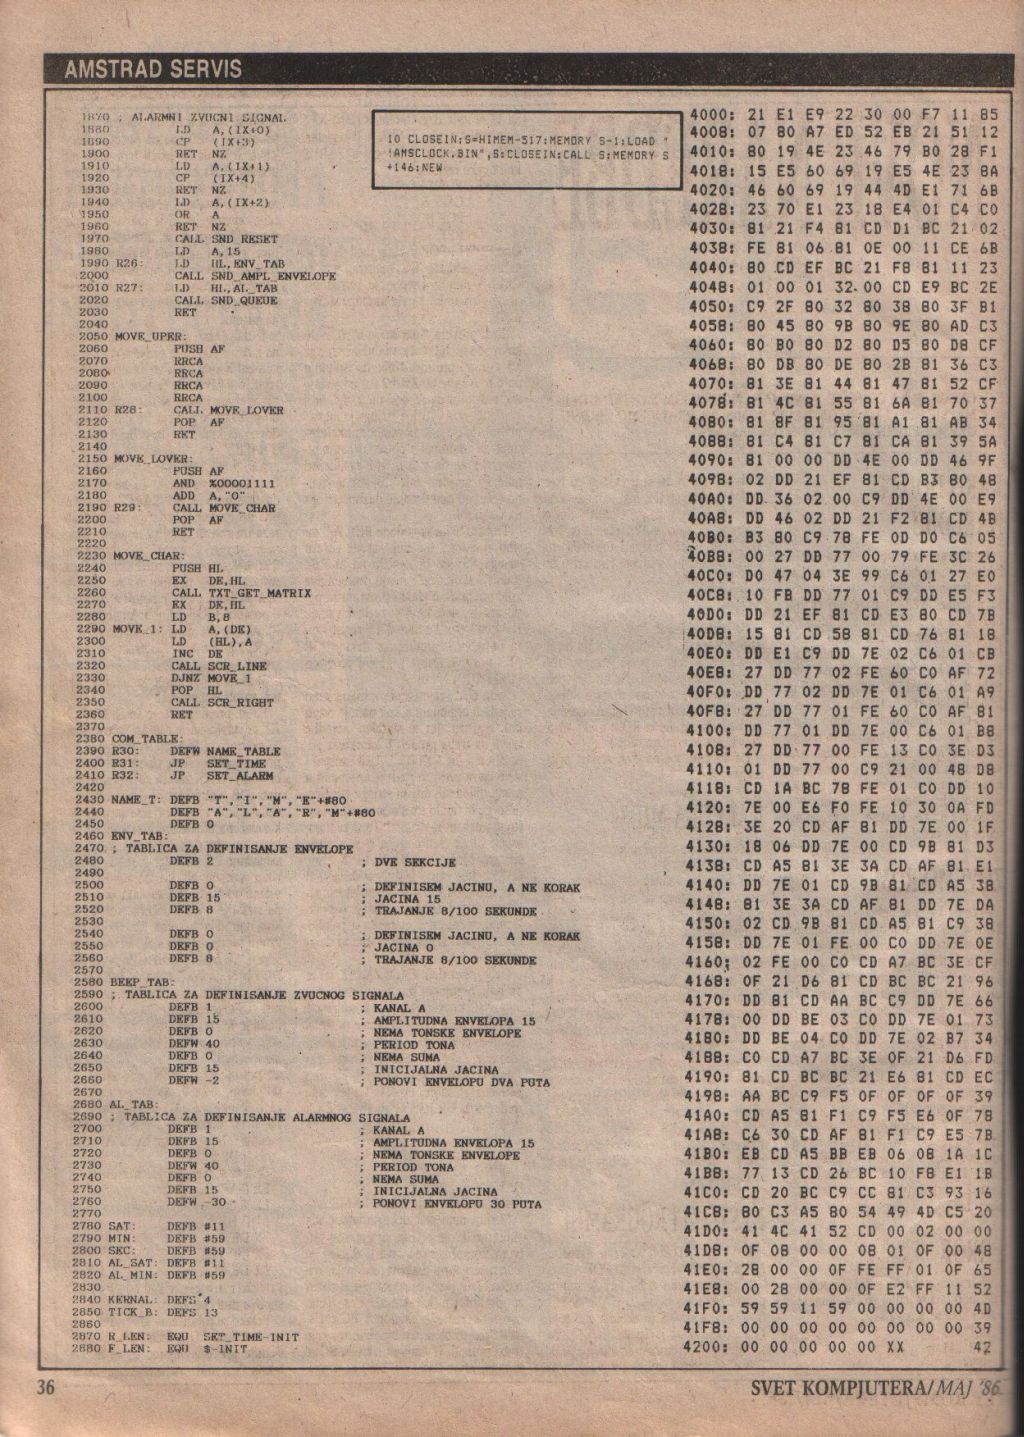 AMSTRAD SERVIS
1870 ; ALARMNI ZVUCNI SIGNAL
1880 LD A,(IX+0)
1890 CP (IX+3)
1900 RET NZ
1910 LD A,(IX+1)
1920 CP (IX+4)
1930 RET NZ
1940 LD A,(IX+2)
1950 OR A
1960 RET NZ
1970 CALL SND_RESET
1980 LD A,15
1990 R26: LD HL,ENV_TAB
2000 CALL SND_AMPL_ENVELOPE
2010 R27: LD HL,AL_TAB
2020 CALL SND_QUEUE
2030 RET
2040
2050 MOVE_UPER:
2060 PUSH AF
2070 RRCA
2080 RRCA
2090 RRCA
2100 RRCA
2110 R28: CALL MOVE_LOVER
2120 POP AF
2130 RET
2140
2150 MOVE_LOVER:
2160 PUSH AF
2170 AND %00001111
2180 ADD A,"0"
2190 R29: CALL MOVE_CHAR
2200 POP AF
2210 RET
2220
2230 MOVE_CHAR:
2240 PUSH HL
2250 EX DE,HL
2260 CALL TXT_GET_MATRIX
2270 EX DE,HL
2280 LD B,8
2290 MOVE_1: LD A,(DE)
2300 LD (HL),A
2310 INC DE
2320 CALL SCR_LINE
2330 DJNZ MOVE_1
2340 POP HL
2350 CALL SCR_RIGHT
2360 RET
2370
2380 COM_TABLE:
2390 R30: DEFW NAME_TABLE
2400 R31: JP SET_TIME
2410 R32: JP SET_ALARM
2420
2430 NAME_T: DEFB "T","I","M","E"+#80
2440 DEFB "A","L","A","R","M"+#80
2450 DEFB 0
2460 ENV_TAB:
2470 ; TABLICA ZA DEFINISANJE ENVELOPE
2480 DEFB 2 ; DVE SEKCIJE
2490
2500 DEFB 0 ; DEFINISEM JACINU, A NE KORAK
2510 DEFB 15 ; JACINA 15
2520 DEFB 8 ; TRAJANJE 8/100 SEKUNDE
2530
2540 DEFB 0 ; DEFINISEM JACINU, A NE KORAK
2550 DEFB 0 ; JACINA 0
2560 DEFB 8 ; TRAJANJE 8/100 SEKUNDE
2570
2580 BEEP_TAB:
2590 ; TABLICA ZA DEFINISANJE ZVUCNOG SIGNALA
2600 DEFB 1 ; KANAL A
2610 DEFB 15 ; AMPLITUDNA ENVELOPA 15
2620 DEFB 0 ; NEMA TONSKE ENVELOPE
2630 DEFW 40 ; PERIOD TONA
2640 DEFB 0 ; NEMA SUMA
2650 DEFB 15 ; INICIJALNA JACINA
2660 DEFW -2 ; PONOVI ENVELOPU DVA PUTA
2670
2680 AL_TAB:
2690 ; TABLICA ZA DEFINISANJE ALARMNOG SIGNALA
2700 DEFB 1 ; KANAL A
2710 DEFB 15 ; AMPLITUDNA ENVELOPA 15
2720 DEFB 0 ; NEMA TONSKE ENVELOPE
2730 DEFW 40 ; PERIOD TONA
2740 DEFB 0 ; NEMA SUMA
2750 DEFB 15 ; INICIJALNA JACINA
2760 DEFW -30 ; PONOVI ENVELOPU 30 PUTA
2770
2780 SAT: DEFB #11
2790 MIN: DEFB #59
2800 SEC: DEFB #59
2810 AL_SAT: DEFB #11
2820 AL_MIN: DEFB #59
2830
2840 KERNAL: DEFS 4
2850 TICK_B: DEFS 13
2860
2870 R_LEN: EQU SET_TIME-INIT
2880 F_LEN: EQU $-INIT
10 CLOSEIN:S=HIMEM-517:MEMORY S-1:LOAD "
!AMSCLOCK.BIN",S:CLOSEIN:CALL S:MEMORY S
+146:NEW
4000: 21 E1 E9 22 30 00 F7 11 85
4008: 07 80 A7 ED 52 EB 21 51 12
4010: 80 19 4E 23 46 79 B0 28 F1
4018: 15 E5 60 69 19 E5 4E 23 8A
4020: 46 60 69 19 44 4D E1 71 6B
4028: 23 70 E1 23 18 E4 01 C4 C0
4030: 81 21 F4 81 CD D1 BC 21 02
4038: FE 81 06 81 0E 00 11 CE 6B
4040: 80 CD EF BC 21 F8 81 11 23
4048: 01 00 01 32 00 CD E9 BC 2E
4050: C9 2F 80 32 80 38 80 3F B1
4058: 80 45 80 9B 80 9E 80 AD C3
4060: 80 B0 80 D2 80 D5 80 D8 CF
4068: 80 DB 80 DE 80 2B 81 36 C3
4070: 81 3E 81 44 81 47 81 52 CF
4078: 81 4C 81 55 81 6A 81 70 37
4080: 81 8F 81 95 81 A1 81 AB 34
4088: 81 C4 81 C7 81 CA 81 39 5A
4090: 81 00 00 DD 4E 00 DD 46 9F
4098: 02 DD 21 EF 81 CD B3 80 48
40A0: DD 36 02 00 C9 DD 4E 00 E9
40A8: DD 46 02 DD 21 F2 81 CD 4B
40B0: B3 80 C9 78 FE 0D D0 C6 05
40B8: 00 27 DD 77 00 79 FE 3C 26
40C0: D0 47 04 3E 99 C6 01 27 E0
40C8: 10 FB DD 77 01 C9 DD E5 F3
40D0: DD 21 EF 81 CD E3 80 CD 7B
40D8: 15 81 CD 58 81 CD 76 81 18
40E0: DD E1 C9 DD 7E 02 C6 01 CB
40E8: 27 DD 77 02 FE 60 C0 AF 72
40F0: DD 77 02 DD 7E 01 C6 01 A9
40F8: 27 DD 77 01 FE 60 C0 AF 81
4100: DD 77 01 DD 7E 00 C6 01 B8
4108: 27 DD 77 00 FE 13 C0 3E D3
4110: 01 DD 77 00 C9 21 00 48 D8
4118: CD 1A BC 78 FE 01 C0 DD 10
4120: 7E 00 E6 F0 FE 10 30 0A FD
4128: 3E 20 CD AF 81 DD 7E 00 1F
4130: 18 06 DD 7E 00 CD 9B 81 D3
4138: CD A5 81 3E 3A CD AF 81 E1
4140: DD 7E 01 CD 9B 81 CD A5 38
4148: 81 3E 3A CD AF 81 DD 7E DA
4150: 02 CD 9B 81 CD A5 81 C9 38
4158: DD 7E 01 FE 00 C0 DD 7E 0E
4160: 02 FE 00 C0 CD A7 BC 3E CF
4168: 0F 21 D6 81 CD BC BC 21 96
4170: DD 81 CD AA BC C9 DD 7E 66
4178: 00 DD BE 03 C0 DD 7E 01 73
4180: DD BE 04 C0 DD 7E 02 B7 34
4188: C0 CD A7 BC 3E 0F 21 D6 FD
4190: 81 CD BC BC 21 E6 81 CD EC
4198: AA BC C9 F5 0F 0F 0F 0F 39
41A0: CD A5 81 F1 C9 F5 E6 0F 78
41A8: C6 30 CD AF 81 F1 C9 E5 7B
41B0: EB CD A5 BB EB 06 08 1A 1C
41B8: 77 13 CD 26 BC 10 F8 E1 1B
41C0: CD 20 BC C9 CC 81 C3 93 16
41C8: 80 C3 A5 80 54 49 4D C5 20
41D0: 41 4C 41 52 CD 00 02 00 00
41D8: 0F 08 00 00 08 01 0F 00 48
41E0: 28 00 00 0F FE FF 01 0F 65
41E8: 00 28 00 00 0F E2 FF 11 52
41F0: 59 59 11 59 00 00 00 00 4D
41F8: 00 00 00 00 00 00 00 00 39
4200: 00 00 00 00 00 XX 42
36
SVET KOMPJUTERA/MAJ '86